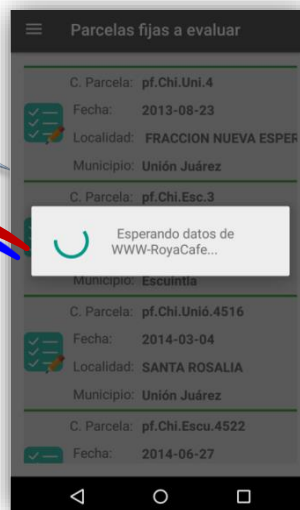 Parcelas fijas a evaluar
C. Parcela: pf.Chi.Uni.4
Fecha: 2013-08-23
Localidad: FRACCION NUEVA ESPER
Municipio: Unión Juárez
C. Parcela: pf.Chi.Esc.3
Esperando datos de
WWW-RoyaCafe...
Municipio: Escuintla
C. Parcela: pf.Chi.Unió.4516
Fecha: 2014-03-04
Localidad: SANTA ROSALIA
Municipio: Unión Juárez
C. Parcela: pf.Chi.Escu.4522
Fecha: 2014-06-27